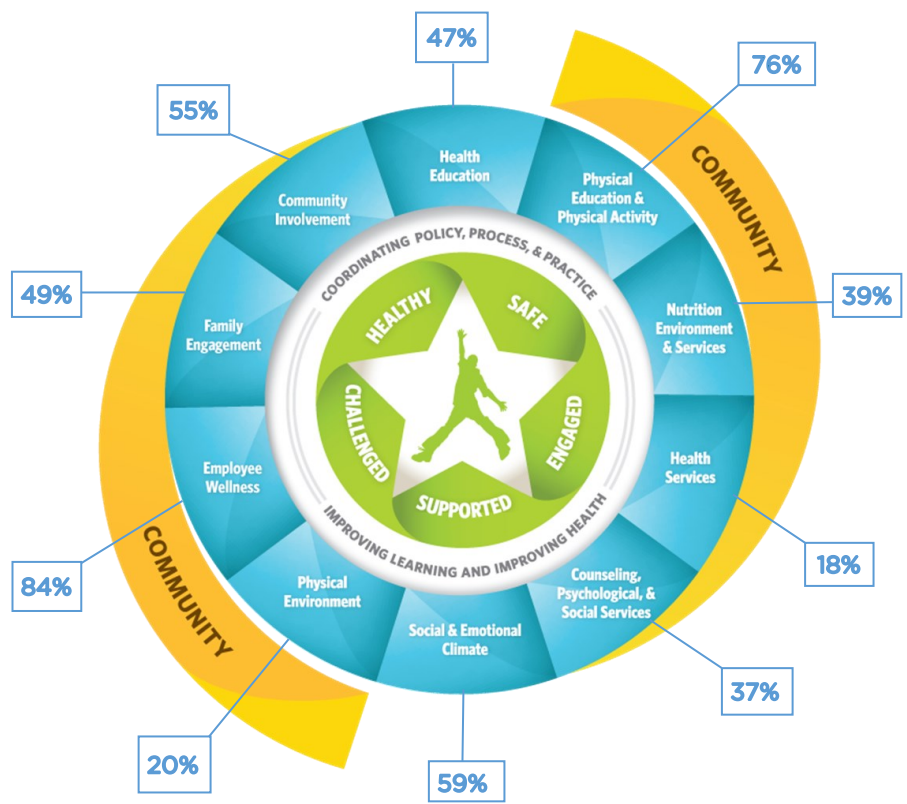 47%
76%
55%
Health
Education
Physical
Education &
Physical Activity
COMMUNITY
Community
Involvement
COORDINATING POLICY, PROCESS, & PRACTICE
49%
39%
Family
Engagement
HEALTHY
SAFE
Nutrition
Environment
& Services
CHALLENGED
ENGAGED
SUPPORTED
Employee
Wellness
Health
Services
IMPROVING LEARNING AND IMPROVING HEALTH
84%
18%
COMMUNITY
Physical
Environment
Counseling,
Psychological, &
Social Services
Social & Emotional
Climate
37%
20%
59%